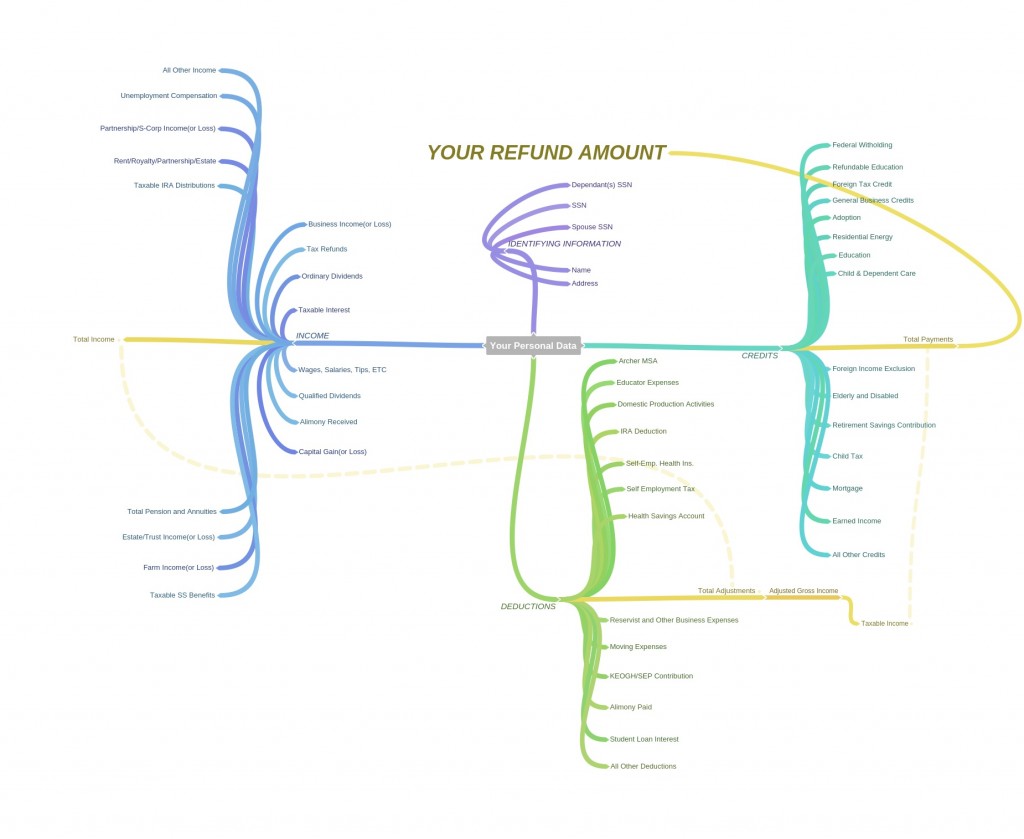 All Other Income
Unemployment Compensation
Partnership/S-Corp Income(or Loss)
Rent/Royalty/Partnership/Estate
Taxable IRA Distributions
Business Income(or Loss)
Tax Refunds
Ordinary Dividends
Taxable Interest
INCOME
Total Income
Wages, Salaries, Tips, ETC
Qualified Dividends
Alimony Received
Capital Gain(or Loss)
Total Pension and Annuities
Estate/Trust Income(or Loss)
Farm Income(or Loss)
Taxable SS Benefits
YOUR REFUND AMOUNT
Dependant(s) SSN
SSN
Spouse SSN
IDENTIFYING INFORMATION
Name
Address
Your Personal Data
Federal Witholding
Refundable Education
Foreign Tax Credit
General Business Credits
Adoption
Residential Energy
Education
Child & Dependent Care
Total Payments
CREDITS
Foreign Income Exclusion
Elderly and Disabled
Retirement Savings Contribution
Child Tax
Mortgage
Earned Income
All Other Credits
Archer MSA
Educator Expenses
Domestic Production Activities
IRA Deduction
Self-Emp. Health Ins.
Self Employment Tax
Health Savings Account
Total Adjustments
Adjusted Gross Income
Taxable Income
DEDUCTIONS
Reservist and Other Business Expenses
Moving Expenses
KEOGH/SEP Contribution
Alimony Paid
Student Loan Interest
All Other Deductions